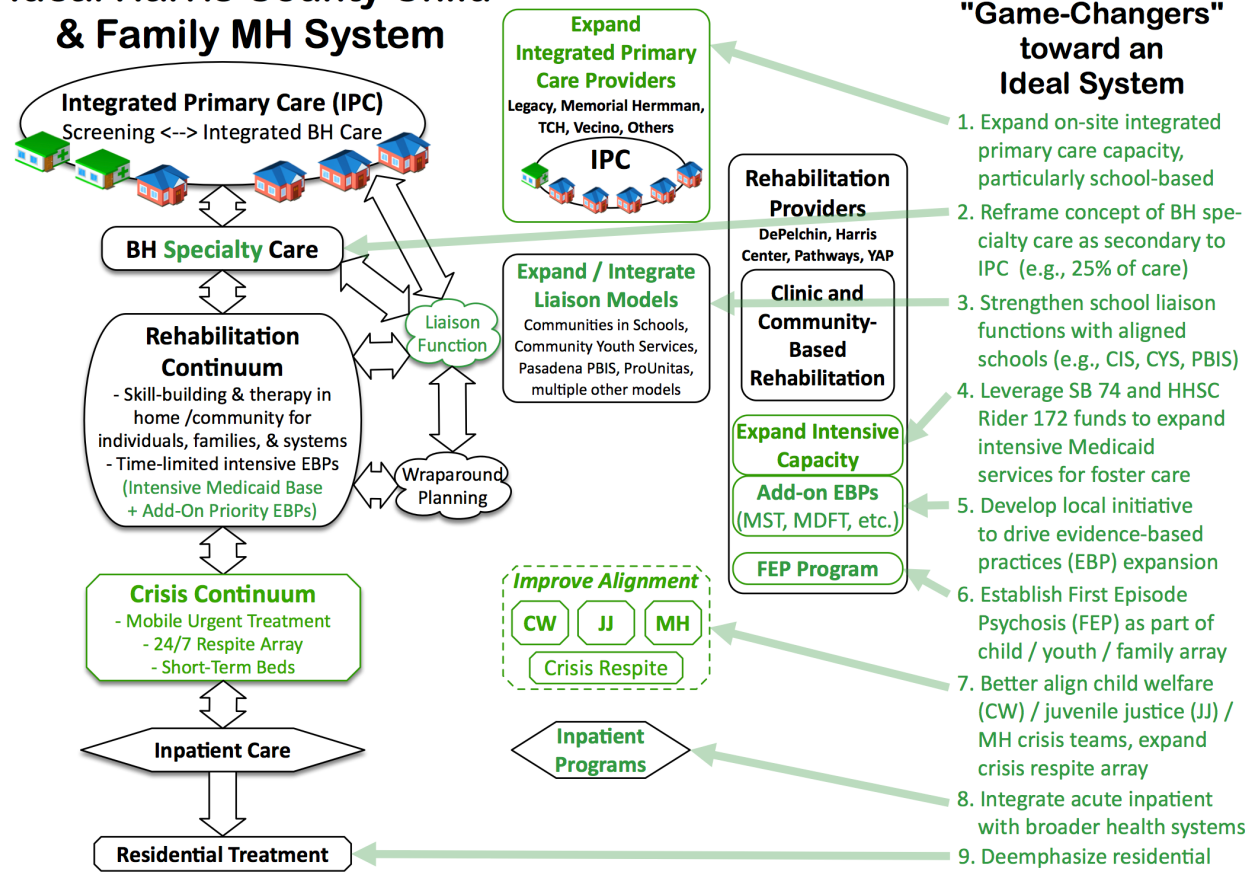 Ideal Harris County Child
& Family MH System
Integrated Primary Care (IPC)
Screening <--> Integrated BH Care
BH Specialty Care
Rehabilitation
Continuum
- Skill-building & therapy in
home /community for
individuals, families, & systems
- Time-limited intensive EBPs
(Intensive Medicaid Base
+ Add-On Priority EBPs)
Liaison
Function
Wraparound
Planning
Crisis Continuum
- Mobile Urgent Treatment
- 24/7 Respite Array
- Short-Term Beds
Inpatient Care
Residential Treatment
Expand
Integrated Primary
Care Providers
Legacy, Memorial Hermman,
TCH, Vecino, Others
IPC
Expand / Integrate
Liaison Models
Communities in Schools,
Community Youth Services,
Pasadena PBIS, ProUnitas,
multiple other models
Rehabilitation
Providers
DePelchin, Harris
Center, Pathways, YAP
Clinic and
Community-
Based
Rehabilitation
Expand Intensive
Capacity
Add-on EBPs
(MST, MDFT, etc.)
FEP Program
Improve Alignment
CW
JJ
MH
Crisis Respite
Inpatient
Programs
"Game-Changers"
toward an
Ideal System
1. Expand on-site integrated
primary care capacity,
particularly school-based
2. Reframe concept of BH spe-
cialty care as secondary to
IPC (e.g., 25% of care)
3. Strengthen school liaison
functions with aligned
schools (e.g., CIS, CYS, PBIS)
4. Leverage SB 74 and HHSC
Rider 172 funds to expand
intensive Medicaid
services for foster care
5. Develop local initiative
to drive evidence-based
practices (EBP) expansion
6. Establish First Episode
Psychosis (FEP) as part of
child / youth / family array
7. Better align child welfare
(CW) / juvenile justice (JJ) /
MH crisis teams, expand
crisis respite array
8. Integrate acute inpatient
with broader health systems
9. Deemphasize residential